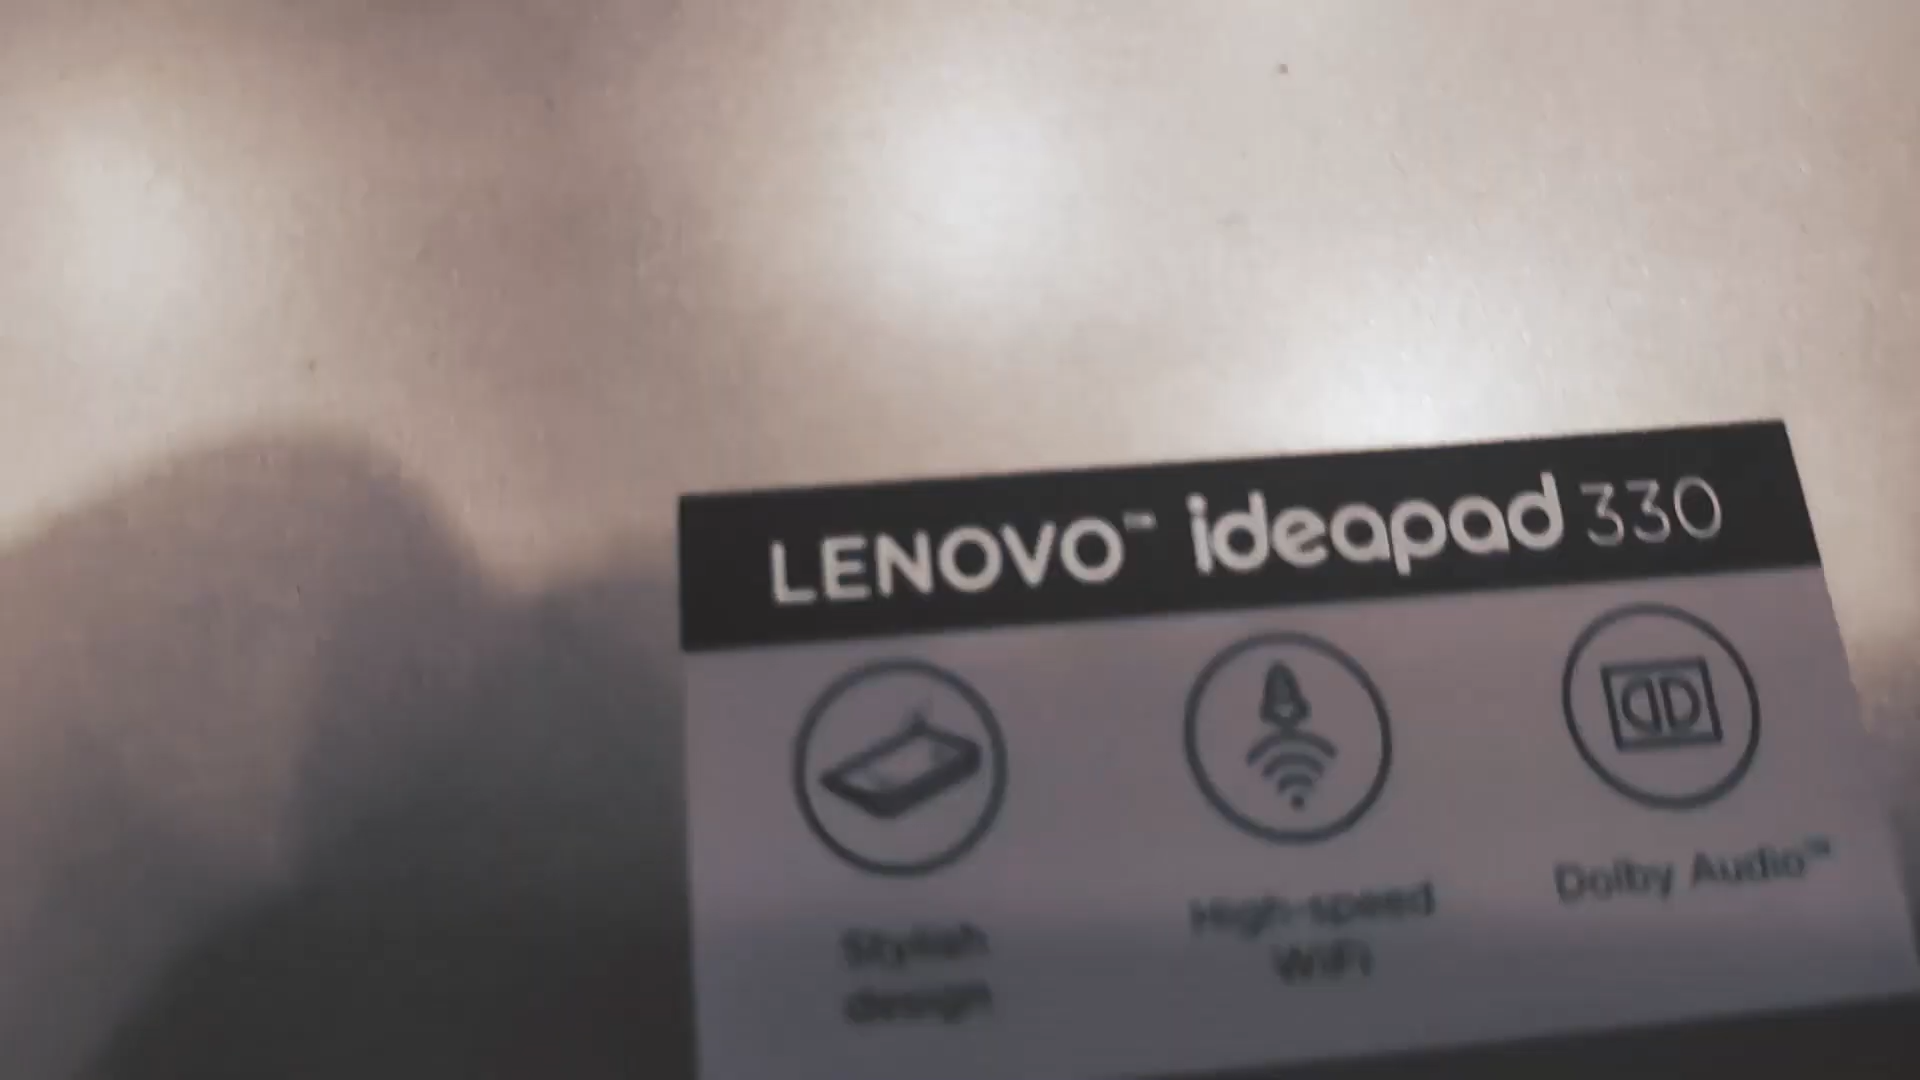 LENOVO™ ideapad 330
Stylish
design
High-speed
WiFi
Dolby Audio™